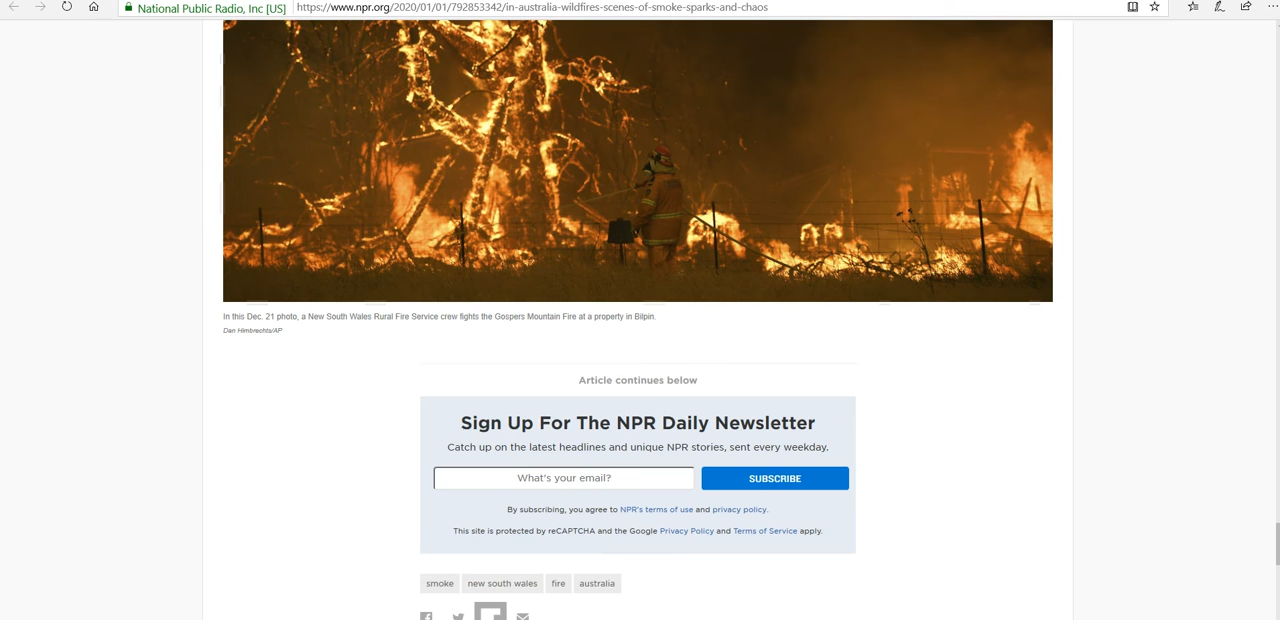 National Public Radio, Inc [US]
https://www.npr.org/2020/01/01/792853342/in-australia-wildfires-scenes-of-smoke-sparks-and-chaos
In this Dec. 21 photo, a New South Wales Rural Fire Service crew fights the Gospers Mountain Fire at a property in Bilpin.
Dan Himbrechts/AP
Article continues below
Sign Up For The NPR Daily Newsletter
Catch up on the latest headlines and unique NPR stories, sent every weekday.
What's your email?
SUBSCRIBE
By subscribing, you agree to NPR's terms of use and privacy policy.
This site is protected by reCAPTCHA and the Google Privacy Policy and Terms of Service apply.
smoke
new south wales
fire
australia